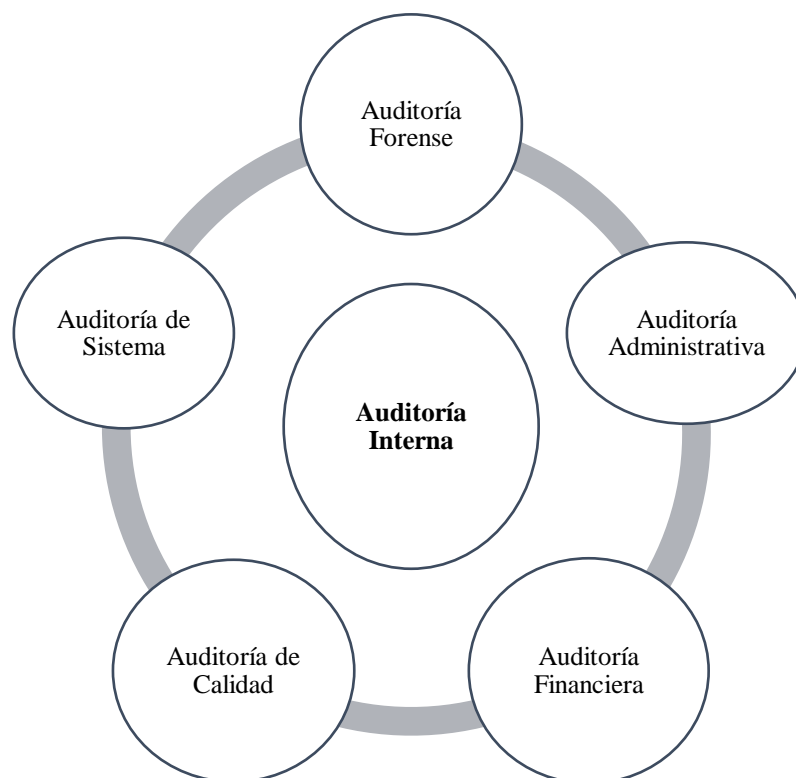 Auditoría
Forense
Auditoría de
Sistema
Auditoría
Administrativa
Auditoría
Interna
Auditoría de
Calidad
Auditoría
Financiera